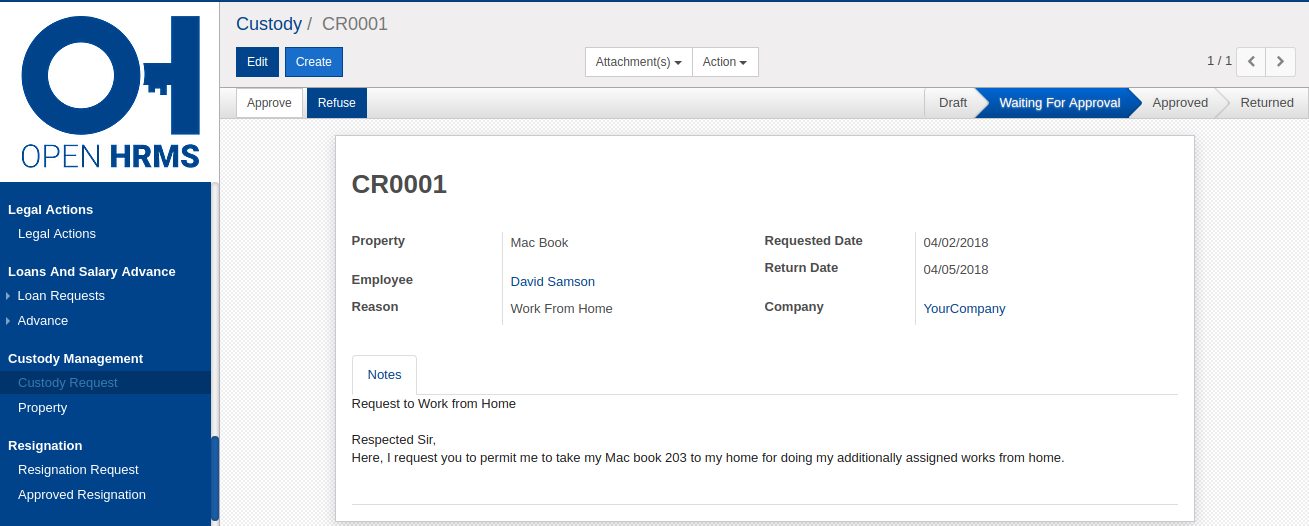 OPEN HRMS
Legal Actions
Legal Actions
Loans And Salary Advance
Loan Requests
Advance
Custody Management
Custody Request
Property
Resignation
Resignation Request
Approved Resignation
Custody / CR0001
Edit Create Attachment(s) Action 1 / 1
Approve Refuse Draft Waiting For Approval Approved Returned
CR0001
Property Mac Book Requested Date 04/02/2018
Return Date 04/05/2018
Employee David Samson
Reason Work From Home Company YourCompany
Notes
Request to Work from Home
Respected Sir,
Here, I request you to permit me to take my Mac book 203 to my home for doing my additionally assigned works from home.